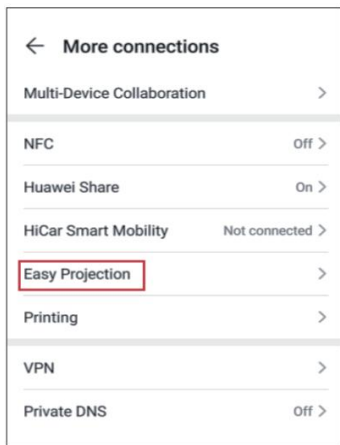 More connections
Multi-Device Collaboration
NFC Off
Huawei Share On
HiCar Smart Mobility Not connected
Easy Projection
Printing
VPN
Private DNS Off